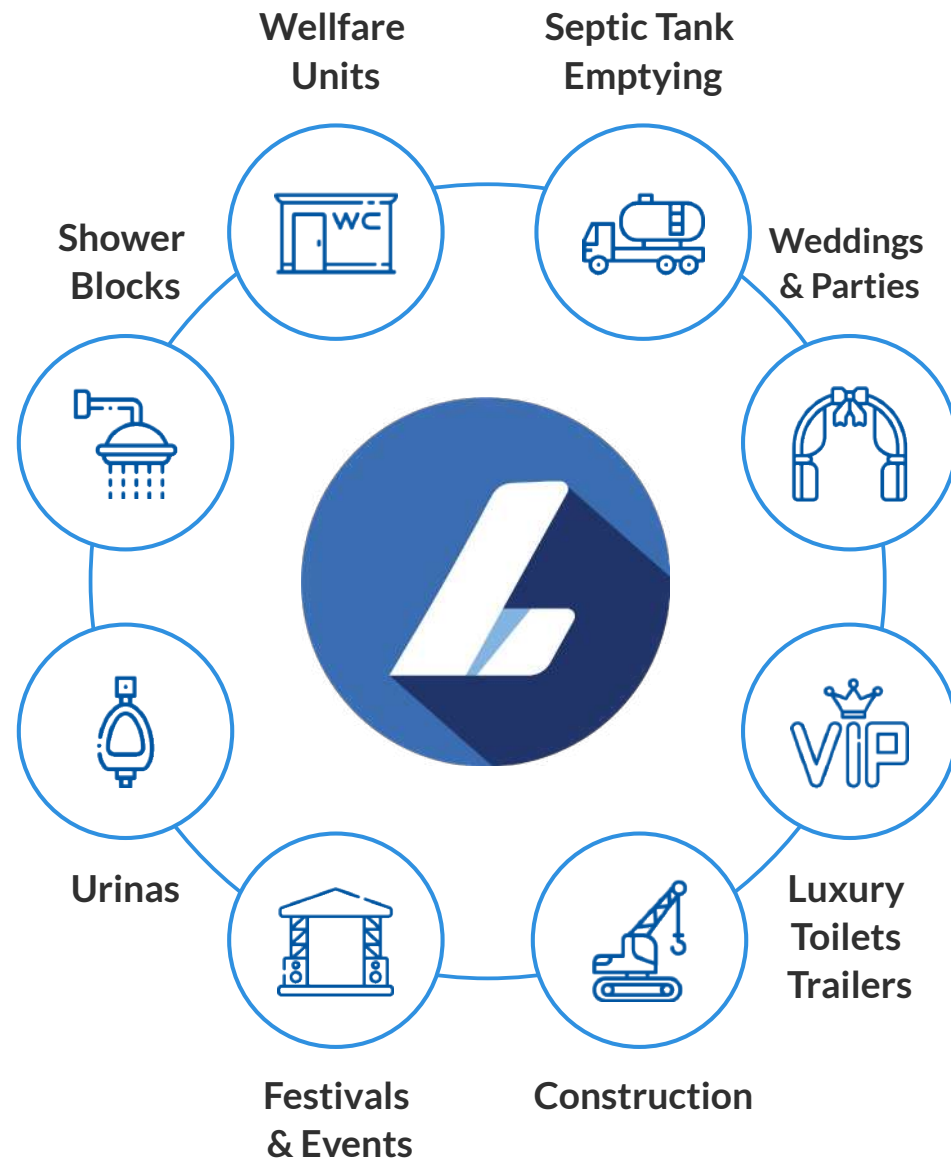 Wellfare
Units
Septic Tank
Emptying
Shower
Blocks
WC
Weddings
& Parties
VIP
Urinas
Luxury
Toilets
Trailers
Festivals
& Events
Construction